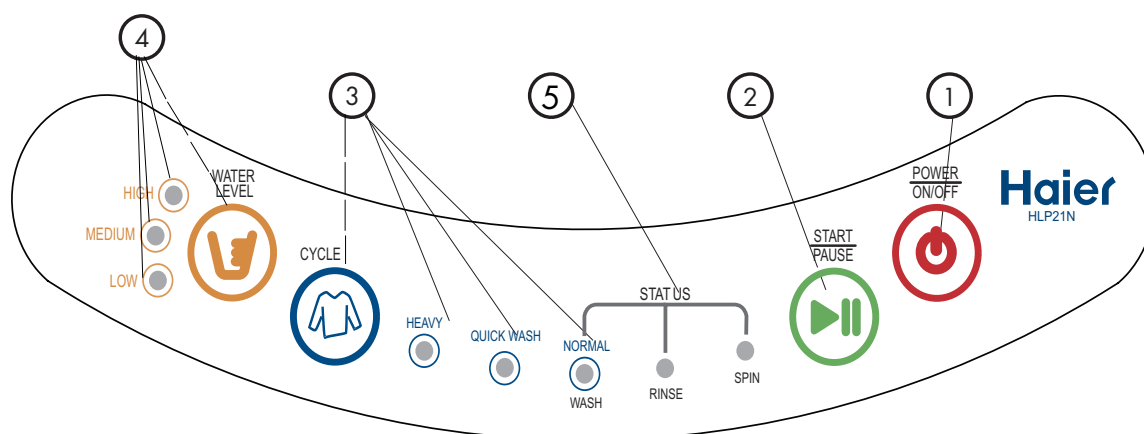 4
3
5
2
1
HIGH
MEDIUM
LOW
WATER
LEVEL
CYCLE
HEAVY
QUICK WASH
NORMAL
WASH
STATUS
RINSE
SPIN
START
PAUSE
POWER
ON/OFF
Haier
HLP21N